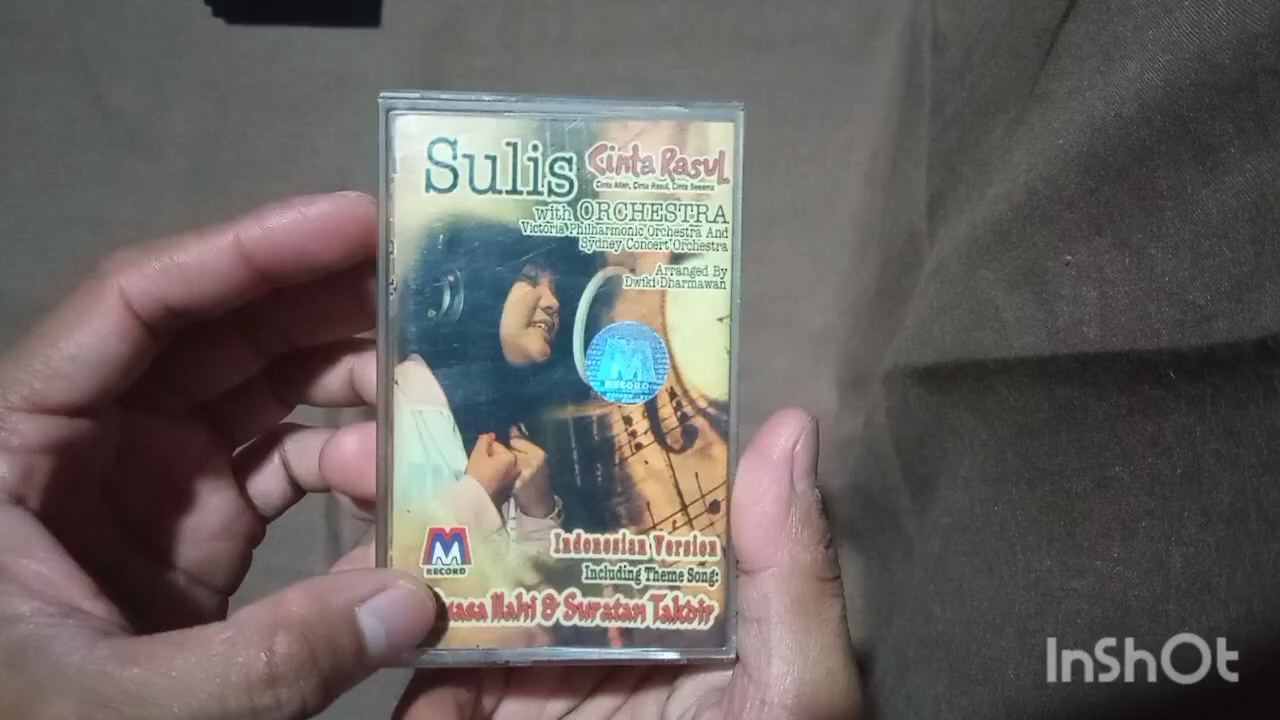 Sulis
Cinta Rasul
Cinta Allah, Cinta Rasul, Cinta Sesama
with ORCHESTRA
Victoria Philharmonic Orchestra And
Sydney Concert Orchestra
Arranged By
Dwiki Dharmawan
M
RECORD
M
RECORD
Indonesian Version
Including Theme Song:
Ilahi & Suratan Takdir
InShOt